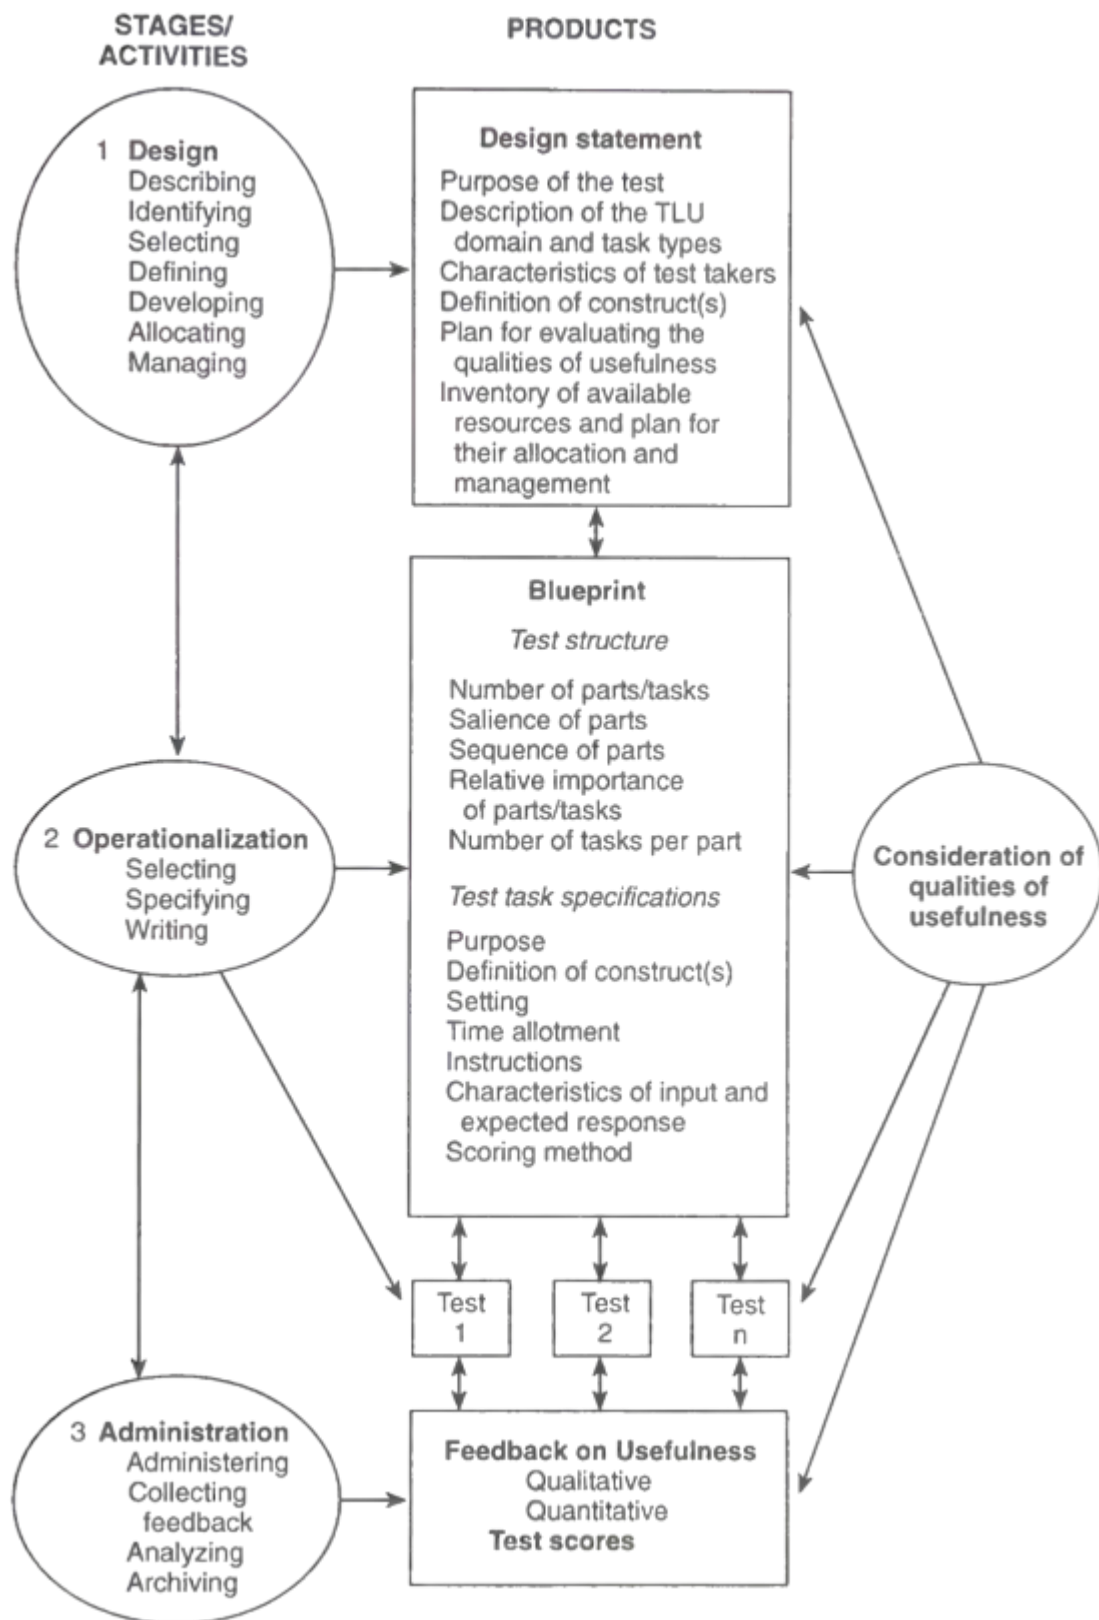 STAGES/
ACTIVITIES
PRODUCTS
1 Design
Describing
Identifying
Selecting
Defining
Developing
Allocating
Managing
Design statement
Purpose of the test
Description of the TLU
domain and task types
Characteristics of test takers
Definition of construct(s)
Plan for evaluating the
qualities of usefulness
Inventory of available
resources and plan for
their allocation and
management
Blueprint
Test structure
Number of parts/tasks
Salience of parts
Sequence of parts
Relative importance
of parts/tasks
Number of tasks per part
Test task specifications
Purpose
Definition of construct(s)
Setting
Time allotment
Instructions
Characteristics of input and
expected response
Scoring method
2 Operationalization
Selecting
Specifying
Writing
Consideration of
qualities of
usefulness
Test
1
Test
2
Test
n
3 Administration
Administering
Collecting
feedback
Analyzing
Archiving
Feedback on Usefulness
Qualitative
Quantitative
Test scores